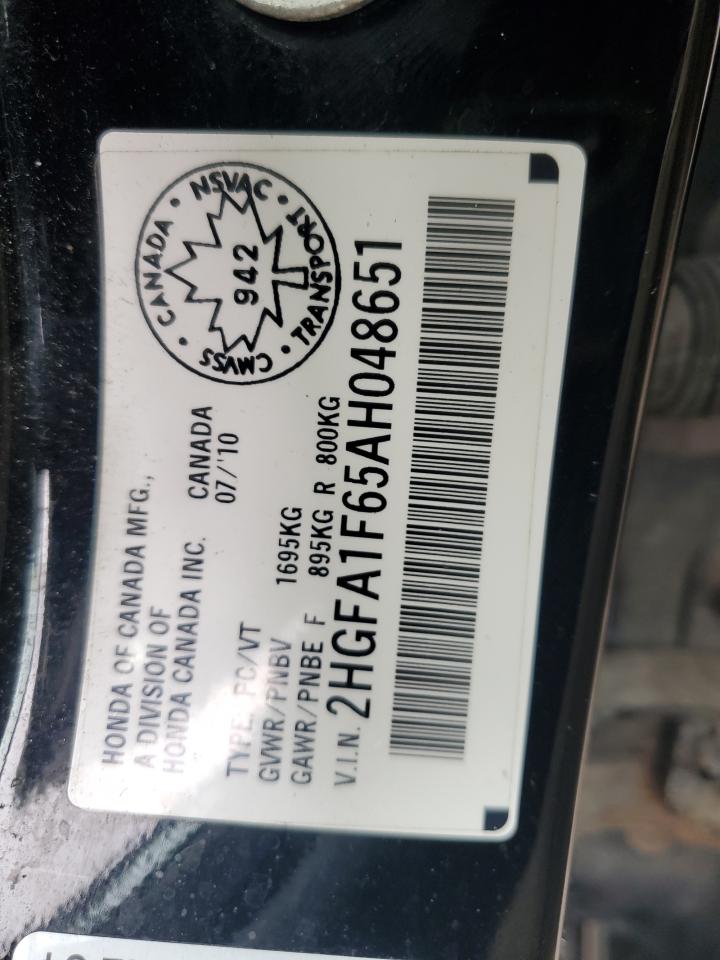 HONDA OF CANADA MFG.,
A DIVISION OF
HONDA CANADA INC. CANADA
07/'10
TYPE: PC/VT
GVWR/PNBV 1695KG
GAWR/PNBE F 895KG R 800KG
V.I.N. 2HGFA1F65AH048651
CANADA · NSVAC · TRANSPORT · CMVSS ·
942